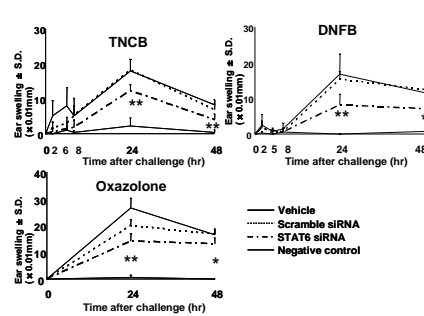 TNCB
Ear swelling ± S.D.
(×0.01mm)
30
20
10
0
0 2 6 8 24 48
**
**
Time after challenge (hr)
DNFB
Ear swelling ± S.D.
(×0.01mm)
30
20
10
0
0 2 5 8 24 48
**
**
Time after challenge (hr)
Oxazolone
Ear swelling ± S.D.
(×0.01mm)
40
30
20
10
0
0 24 48
**
*
Time after challenge (hr)
Vehicle
Scramble siRNA
STAT6 siRNA
Negative control